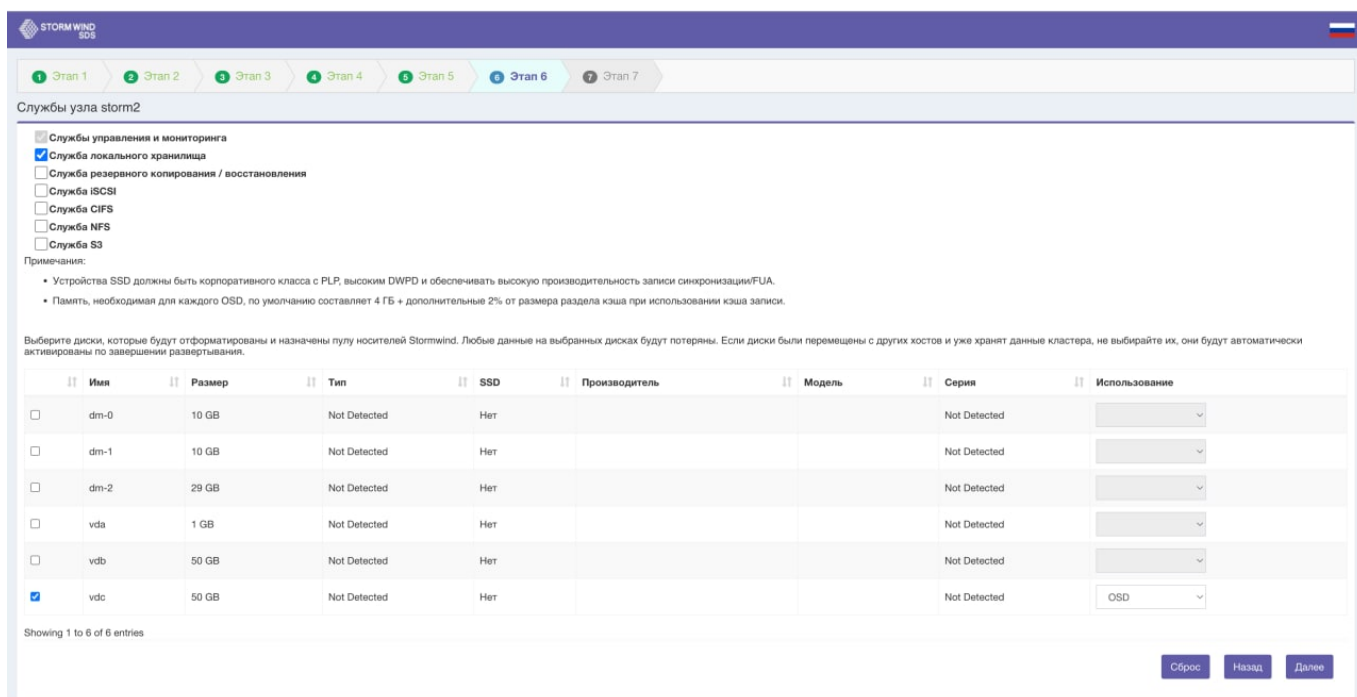 STORMWIND
SDS
1 Этап 1 2 Этап 2 3 Этап 3 4 Этап 4 5 Этап 5 6 Этап 6 7 Этап 7
Службы узла storm2
Службы управления и мониторинга
Служба локального хранилища
Служба резервного копирования / восстановления
Служба iSCSI
Служба CIFS
Служба NFS
Служба S3
Примечания:
• Устройства SSD должны быть корпоративного класса с PLP, высоким DWPD и обеспечивать высокую производительность записи синхронизации/FUA.
• Память, необходимая для каждого OSD, по умолчанию составляет 4 ГБ + дополнительные 2% от размера раздела кэша при использовании кэша записи.
Выберите диски, которые будут отформатированы и назначены пулу носителей Stormwind. Любые данные на выбранных дисках будут потеряны. Если диски были перемещены с других хостов и уже хранят данные кластера, не выбирайте их, они будут автоматически
активированы по завершении развертывания.
Имя Размер Тип SSD Производитель Модель Серия Использование
dm-0 10 GB Not Detected Нет Not Detected
dm-1 10 GB Not Detected Нет Not Detected
dm-2 29 GB Not Detected Нет Not Detected
vda 1 GB Not Detected Нет Not Detected
vdb 50 GB Not Detected Нет Not Detected
vdc 50 GB Not Detected Нет Not Detected OSD
Showing 1 to 6 of 6 entries
Сброс Назад Далее